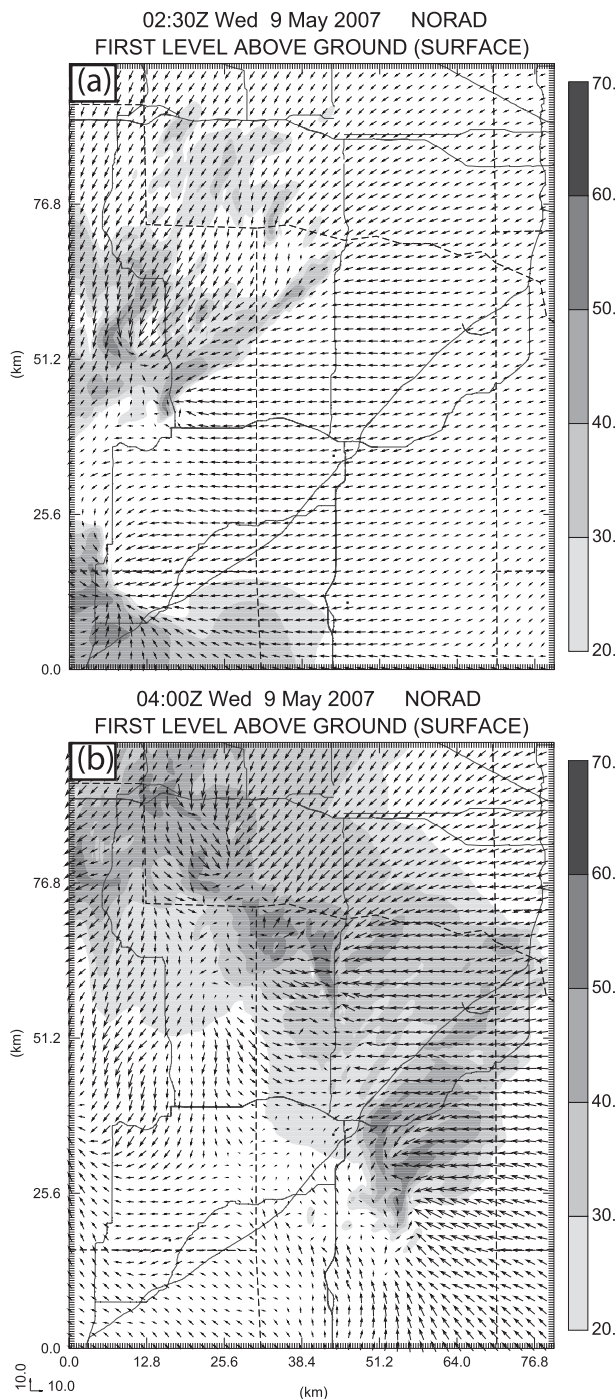 02:30Z Wed 9 May 2007 NORAD
FIRST LEVEL ABOVE GROUND (SURFACE)
(a)
70.
76.8
60.
50.
(km)
51.2
40.
25.6
30.
0.0
20.
04:00Z Wed 9 May 2007 NORAD
FIRST LEVEL ABOVE GROUND (SURFACE)
(b)
70.
76.8
60.
50.
(km)
51.2
40.
25.6
30.
0.0
20.
0.0 12.8 25.6 38.4 51.2 64.0 76.8
10.0
10.0
(km)